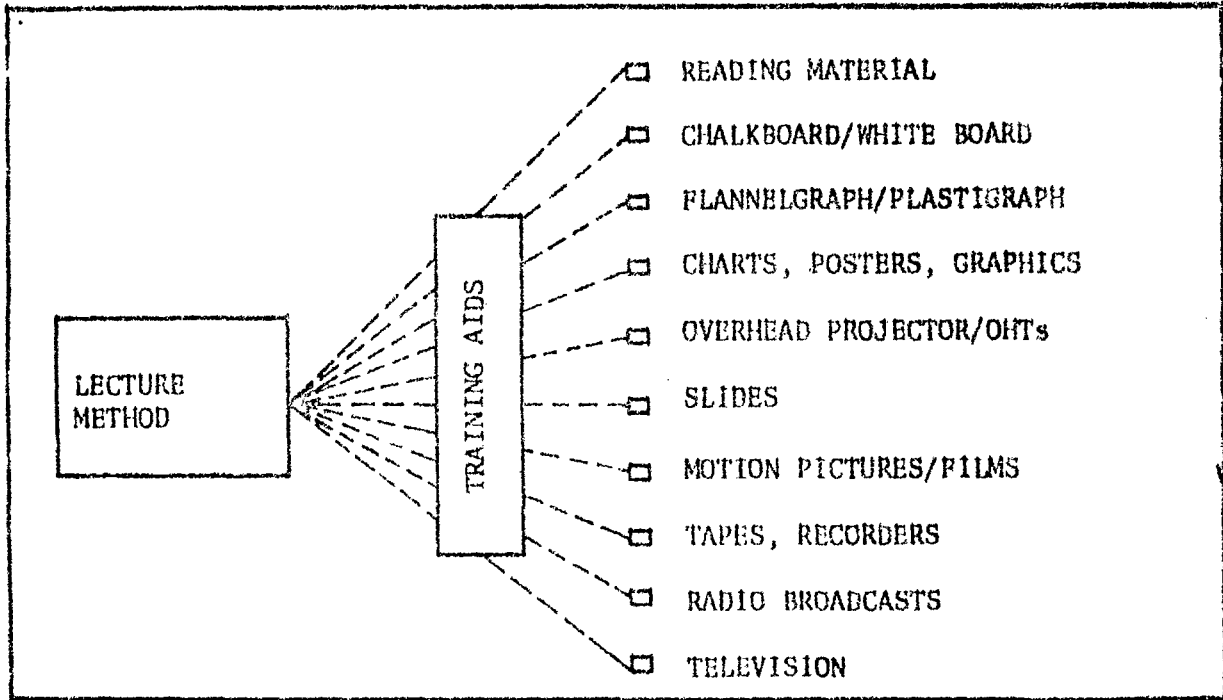 READING MATERIAL
CHALKBOARD/WHITE BOARD
FLANNELGRAPH/PLASTIGRAPH
CHARTS, POSTERS, GRAPHICS
OVERHEAD PROJECTOR/OHTs
LECTURE
METHOD
TRAINING AIDS
SLIDES
MOTION PICTURES/FILMS
TAPES, RECORDERS
RADIO BROADCASTS
TELEVISION